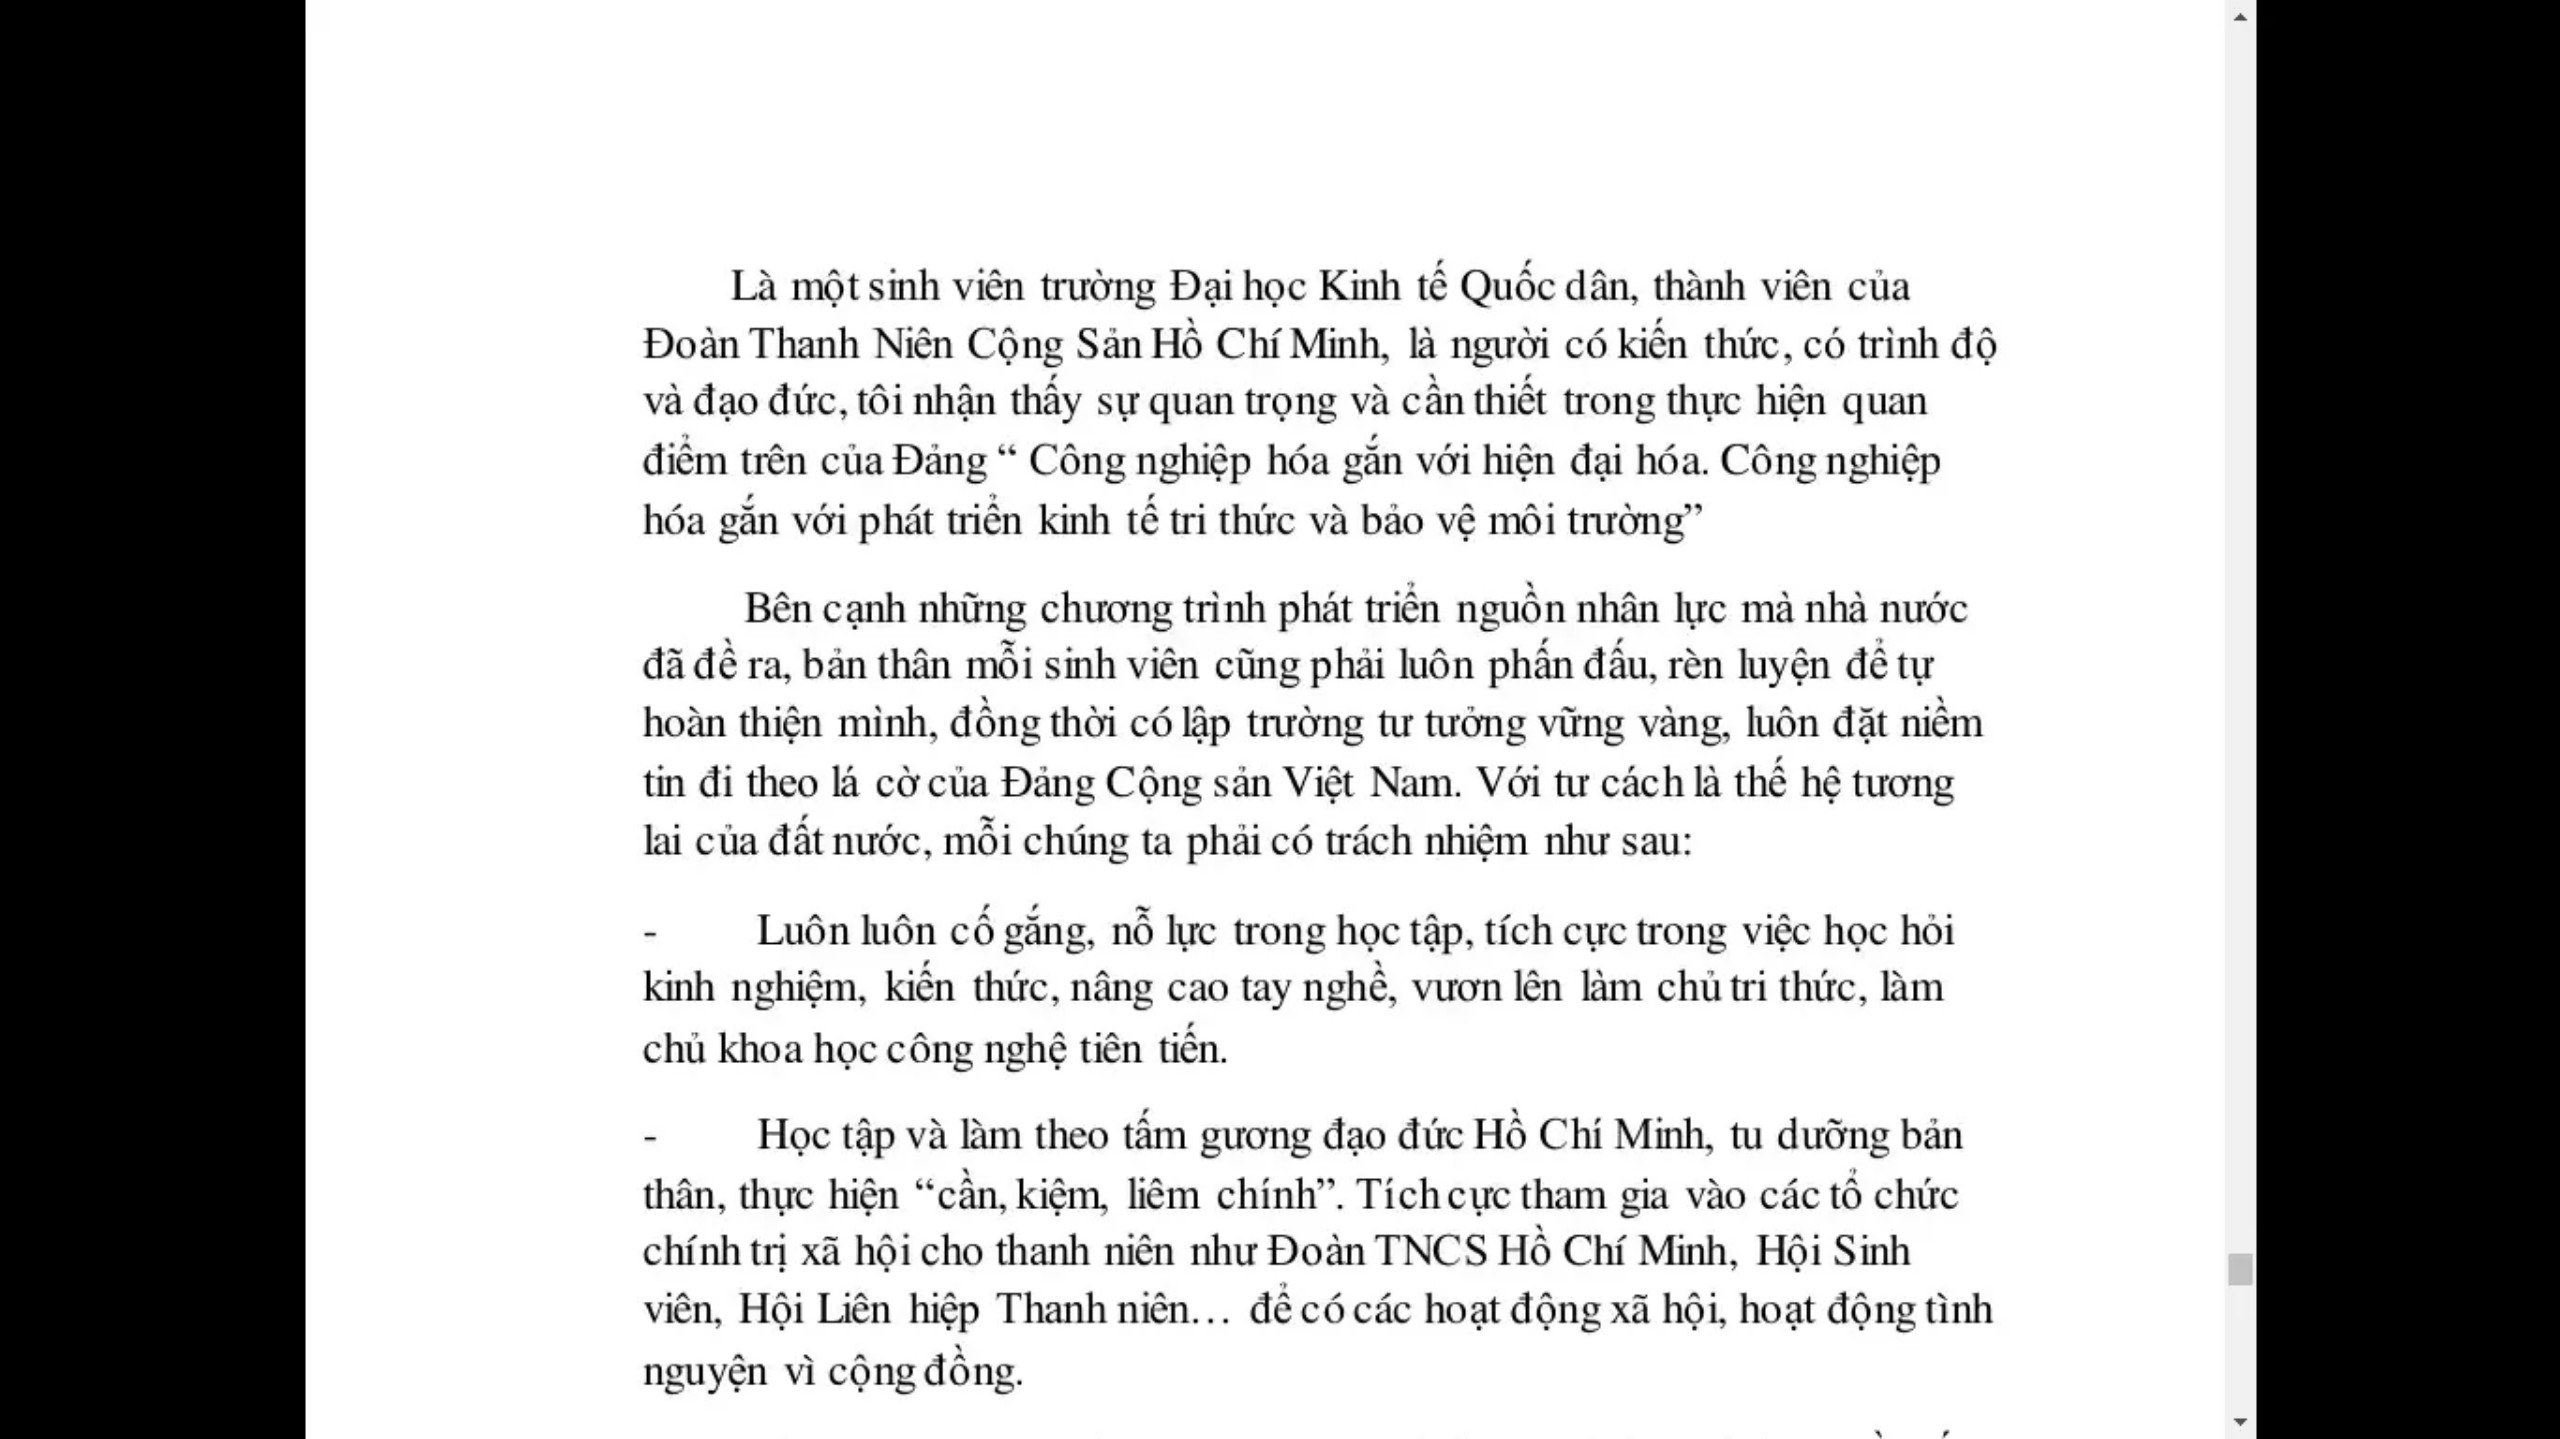 Là một sinh viên trường Đại học Kinh tế Quốc dân, thành viên của
Đoàn Thanh Niên Cộng Sản Hồ Chí Minh, là người có kiến thức, có trình độ
và đạo đức, tôi nhận thấy sự quan trọng và cần thiết trong thực hiện quan
điểm trên của Đảng “ Công nghiệp hóa gắn với hiện đại hóa. Công nghiệp
hóa gắn với phát triển kinh tế tri thức và bảo vệ môi trường”
Bên cạnh những chương trình phát triển nguồn nhân lực mà nhà nước
đã đề ra, bản thân mỗi sinh viên cũng phải luôn phấn đấu, rèn luyện để tự
hoàn thiện mình, đồng thời có lập trường tư tưởng vững vàng, luôn đặt niềm
tin đi theo lá cờ của Đảng Cộng sản Việt Nam. Với tư cách là thế hệ tương
lai của đất nước, mỗi chúng ta phải có trách nhiệm như sau:
- Luôn luôn cố gắng, nỗ lực trong học tập, tích cực trong việc học hỏi
kinh nghiệm, kiến thức, nâng cao tay nghề, vươn lên làm chủ tri thức, làm
chủ khoa học công nghệ tiên tiến.
- Học tập và làm theo tấm gương đạo đức Hồ Chí Minh, tu dưỡng bản
thân, thực hiện “cần, kiệm, liêm chính”. Tích cực tham gia vào các tổ chức
chính trị xã hội cho thanh niên như Đoàn TNCS Hồ Chí Minh, Hội Sinh
viên, Hội Liên hiệp Thanh niên… để có các hoạt động xã hội, hoạt động tình
nguyện vì cộng đồng.